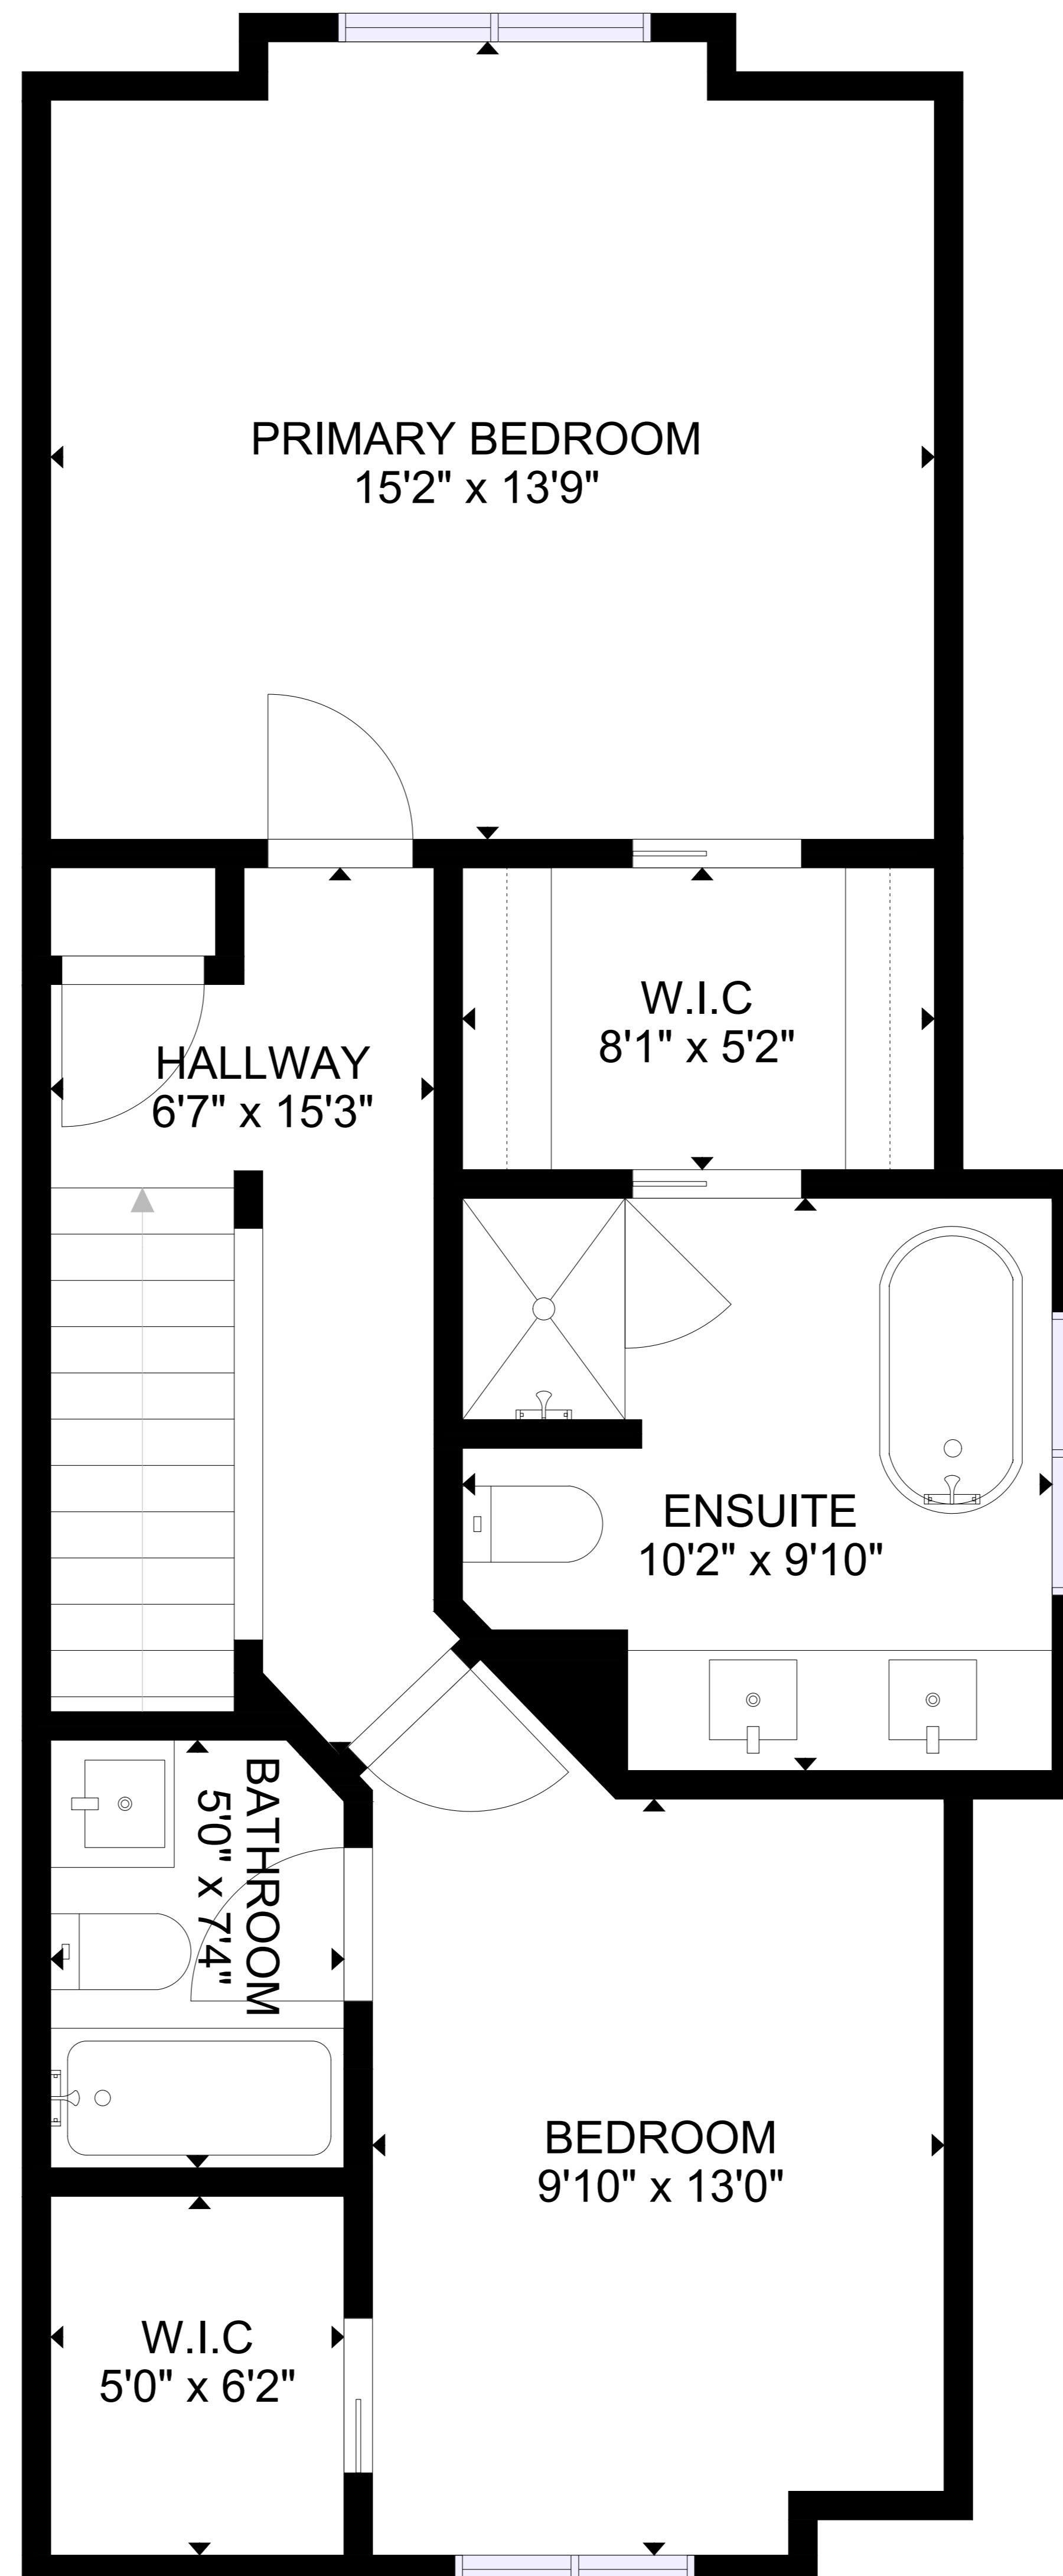 PRIMARY BEDROOM
15'2" x 13'9"
W.I.C
8'1" x 5'2"
HALLWAY
6'7" x 15'3"
ENSUITE
10'2" x 9'10"
BATHROOM
5'0" x 7'4"
BEDROOM
9'10" x 13'0"
W.I.C
5'0" x 6'2"